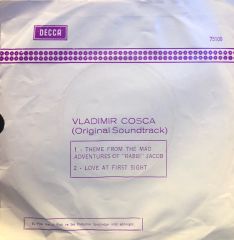 DECCA
75109
VLADIMIR COSCA
(Original Soundtrack)
1 - THEME FROM THE MAD
ADVENTURES OF "RABBI" JACOB
2 - LOVE AT FIRST SIGHT